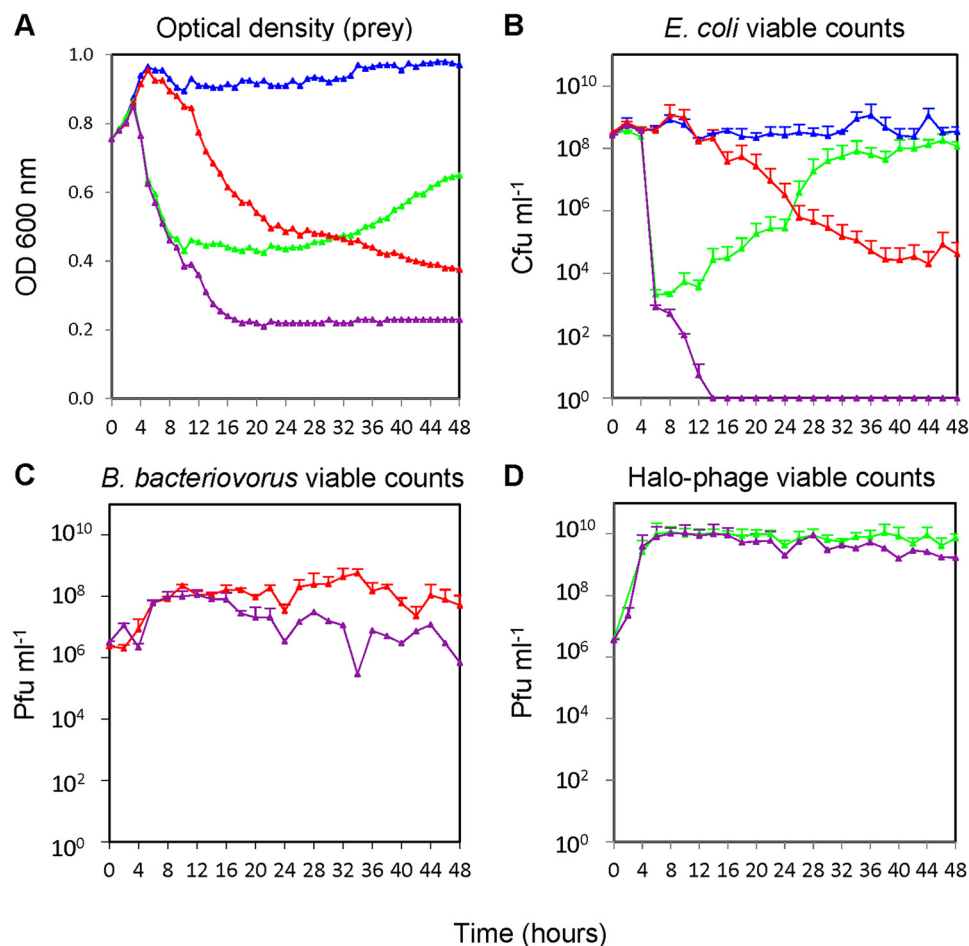 A Optical density (prey)
OD 600 nm
1.0
0.8
0.6
0.4
0.2
0.0
0 4 8 12 16 20 24 28 32 36 40 44 48
B E. coli viable counts
Cfu ml⁻¹
10¹⁰
10⁸
10⁶
10⁴
10²
10⁰
0 4 8 12 16 20 24 28 32 36 40 44 48
C B. bacteriovorus viable counts
Pfu ml⁻¹
10¹⁰
10⁸
10⁶
10⁴
10²
10⁰
0 4 8 12 16 20 24 28 32 36 40 44 48
D Halo-phage viable counts
Pfu ml⁻¹
10¹⁰
10⁸
10⁶
10⁴
10²
10⁰
0 4 8 12 16 20 24 28 32 36 40 44 48
Time (hours)